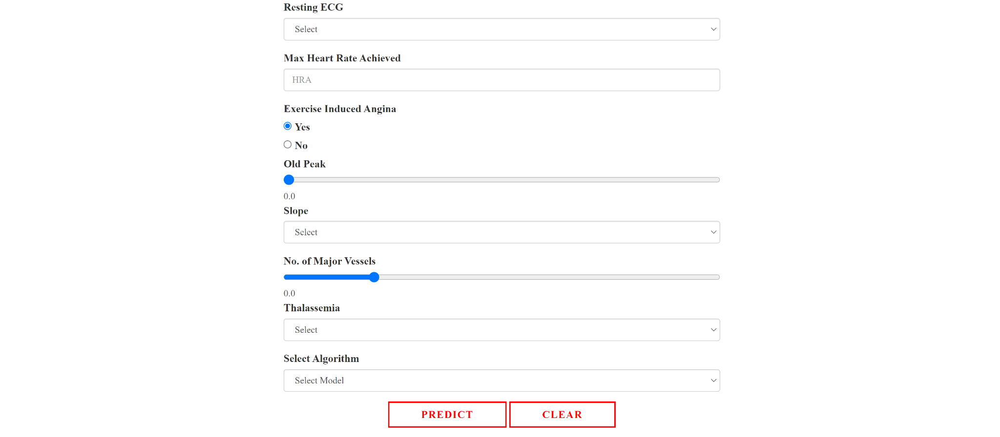 Resting ECG
Select
Max Heart Rate Achieved
HRA
Exercise Induced Angina
Yes
No
Old Peak
0.0
Slope
Select
No. of Major Vessels
0.0
Thalassemia
Select
Select Algorithm
Select Model
PREDICT CLEAR